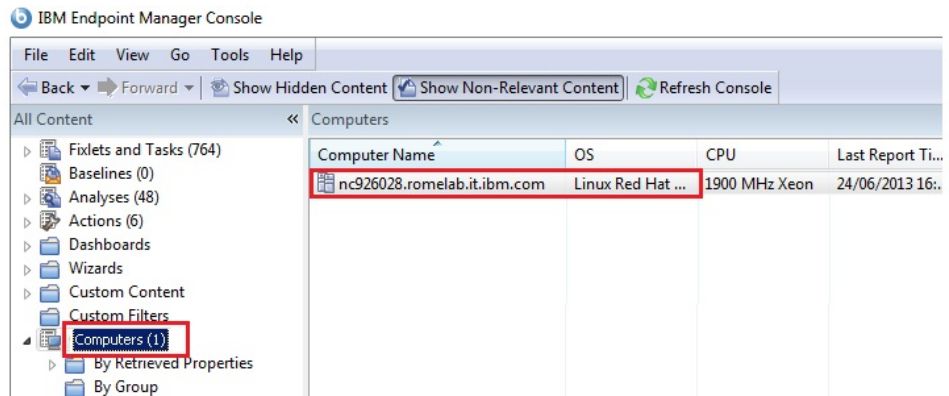 IBM Endpoint Manager Console
File Edit View Go Tools Help
Back Forward Show Hidden Content Show Non-Relevant Content Refresh Console
All Content « Computers
Fixlets and Tasks (764)
Baselines (0)
Analyses (48)
Actions (6)
Dashboards
Wizards
Custom Content
Custom Filters
Computers (1)
By Retrieved Properties
By Group
Computer Name OS CPU Last Report Ti...
nc926028.romelab.it.ibm.com Linux Red Hat ... 1900 MHz Xeon 24/06/2013 16:..